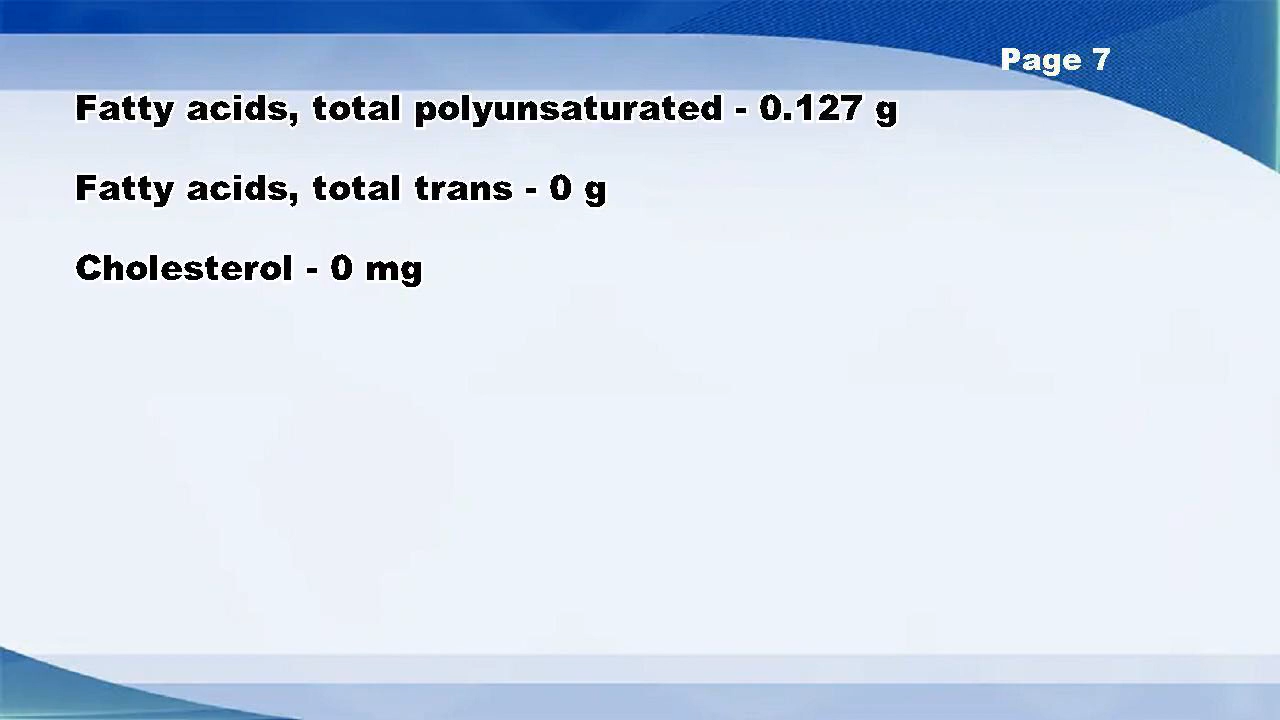 Page 7
Fatty acids, total polyunsaturated - 0.127 g
Fatty acids, total trans - 0 g
Cholesterol - 0 mg